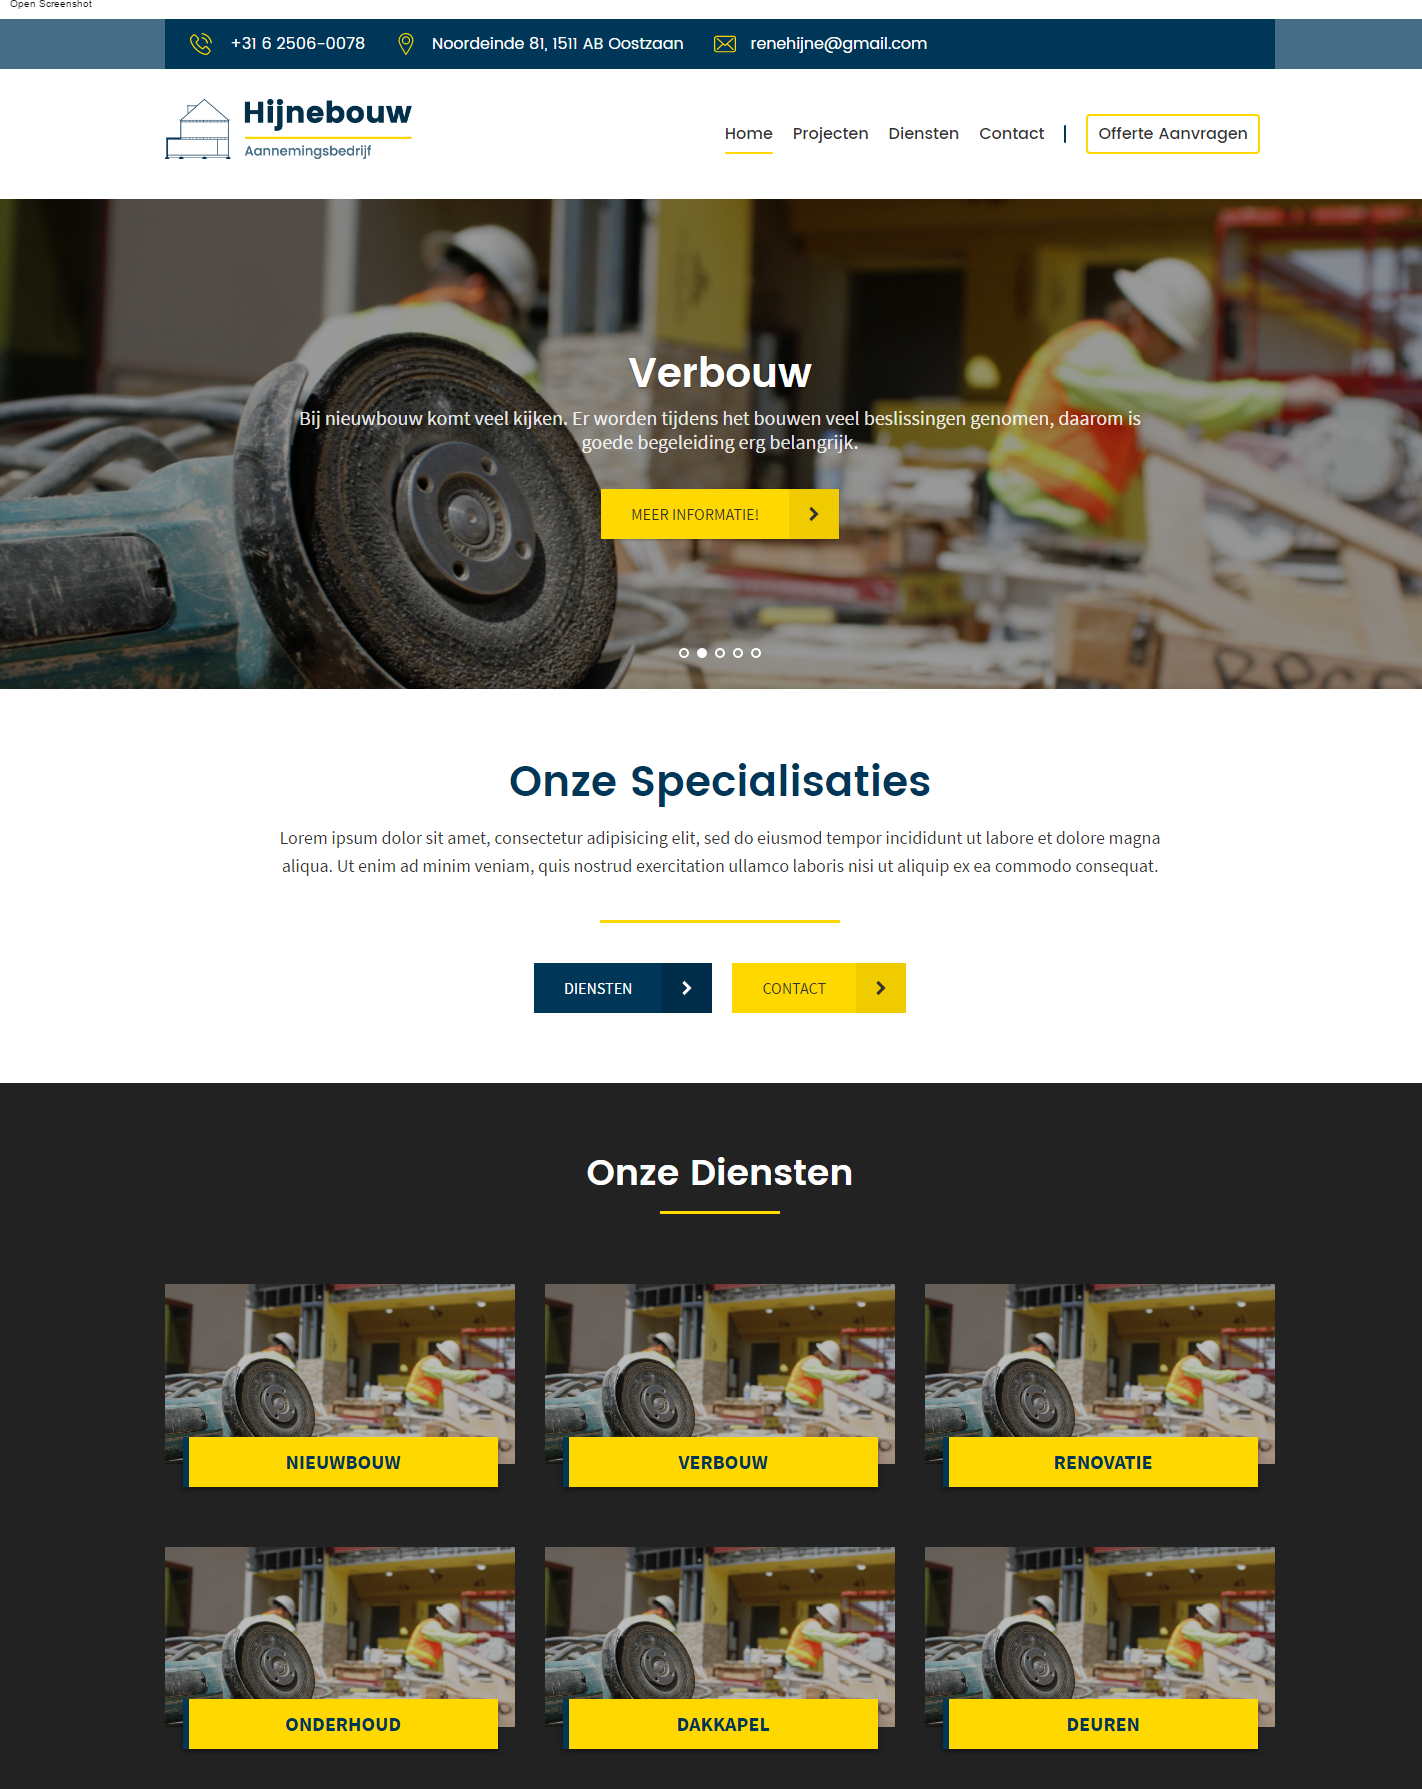 Open Screenshot
+31 6 2506-0078
Noordeinde 81, 1511 AB Oostzaan
renehijne@gmail.com
Hijnebouw
Aannemingsbedrijf
Home Projecten Diensten Contact | Offerte Aanvragen
Verbouw
Bij nieuwbouw komt veel kijken. Er worden tijdens het bouwen veel beslissingen genomen, daarom is
goede begeleiding erg belangrijk.
MEER INFORMATIE!
Onze Specialisaties
Lorem ipsum dolor sit amet, consectetur adipisicing elit, sed do eiusmod tempor incididunt ut labore et dolore magna
aliqua. Ut enim ad minim veniam, quis nostrud exercitation ullamco laboris nisi ut aliquip ex ea commodo consequat.
DIENSTEN
CONTACT
Onze Diensten
NIEUWBOUW
VERBOUW
RENOVATIE
ONDERHOUD
DAKKAPEL
DEUREN